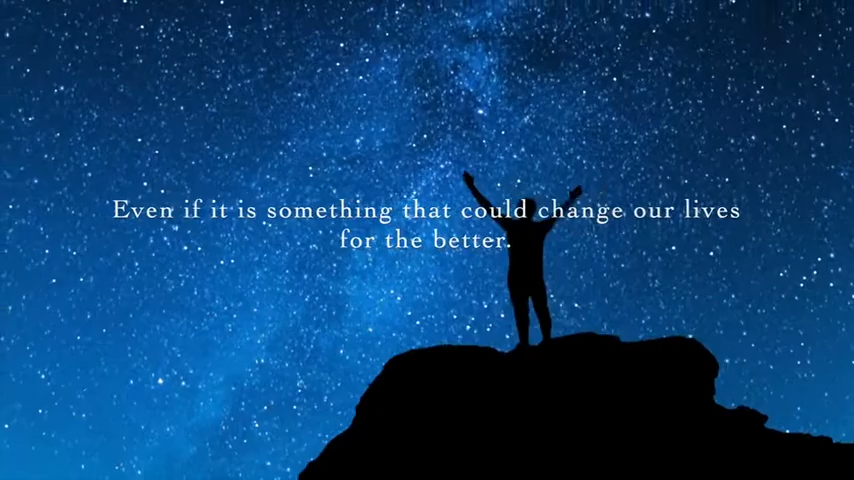 Even if it is something that could change our lives
for the better.